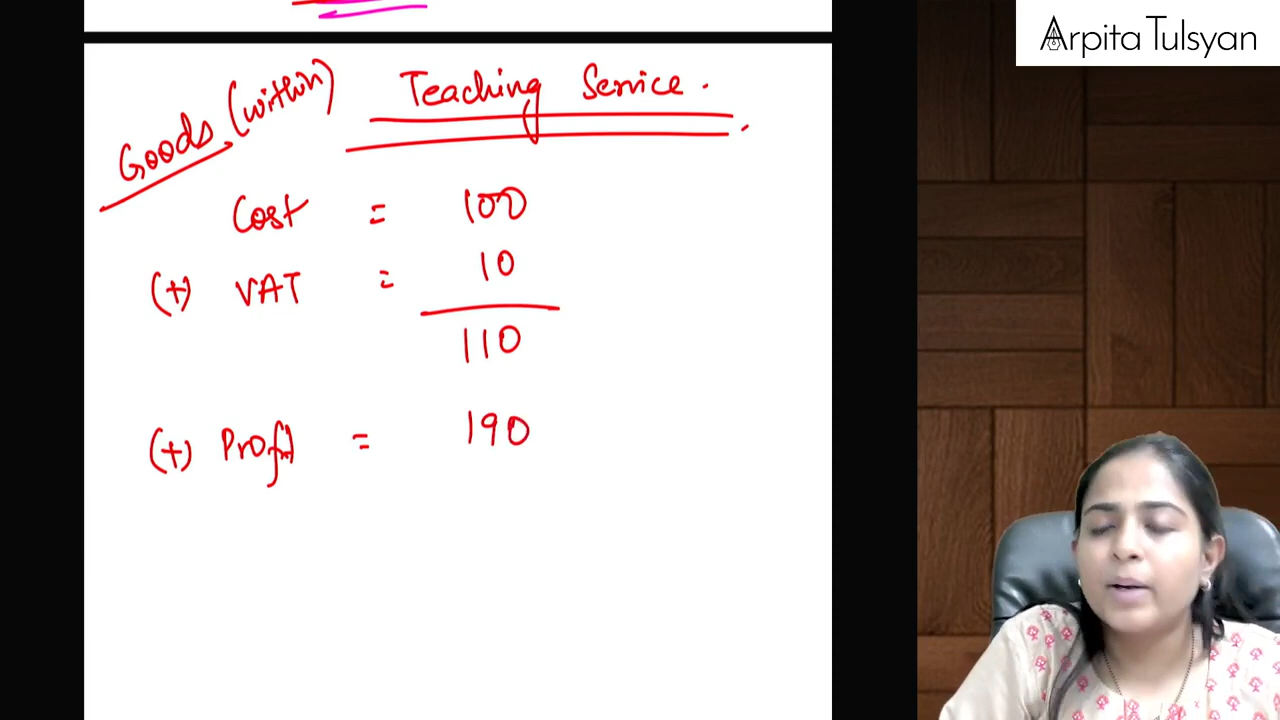 Arpita Tulsyan
Goods (within) Teaching Service.
Cost = 100
(+) VAT = 10
110
(+) Profit = 190